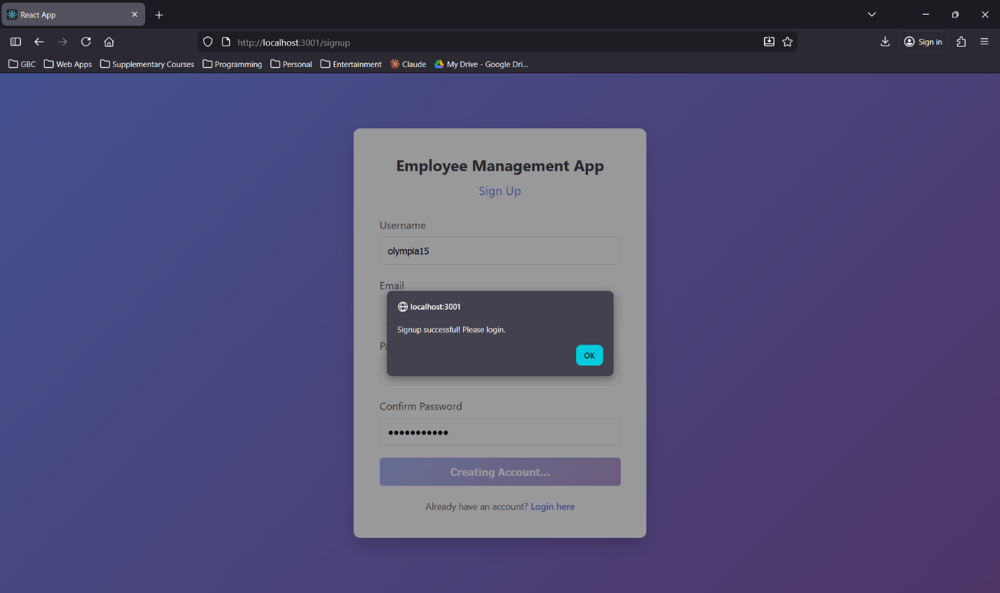 React App
http://localhost:3001/signup
Sign in
GBC
Web Apps
Supplementary Courses
Programming
Personal
Entertainment
Claude
My Drive - Google Dri...
Employee Management App
Sign Up
Username
olympia15
Email
localhost:3001
Signup successful! Please login.
OK
Pa
Confirm Password
Creating Account...
Already have an account? Login here